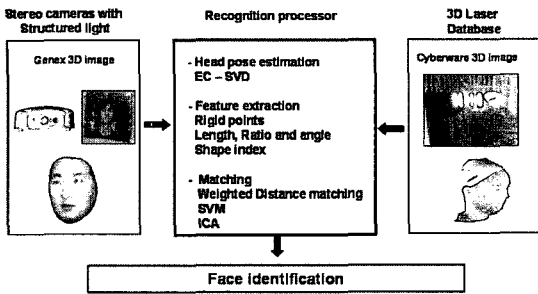 Stereo cameras with
Structured light
Genex 3D image
Recognition processor
- Head pose estimation
EC – SVD
- Feature extraction
Rigid points
Length, Ratio and angle
Shape index
- Matching
Weighted Distance matching
SVM
ICA
3D Laser
Database
Cyberware 3D image
Face identification